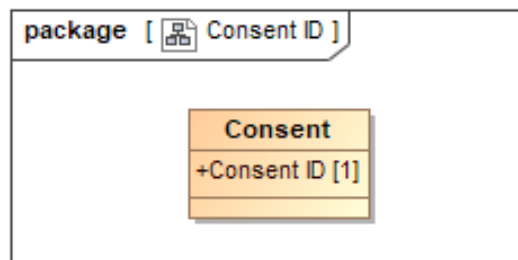 package [ Consent ID ]
Consent
+Consent ID [1]